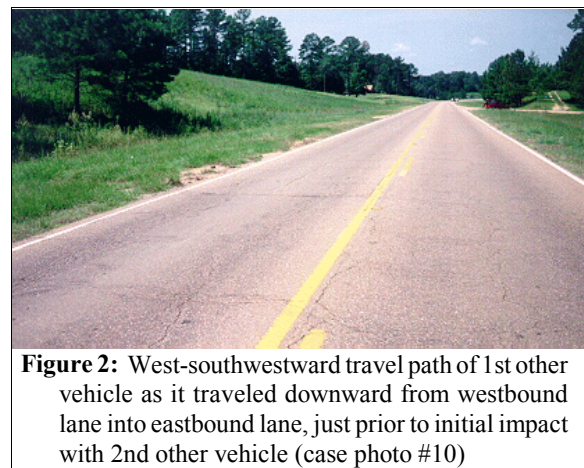 Figure 2: West-southwestward travel path of 1st other
vehicle as it traveled downward from westbound
lane into eastbound lane, just prior to initial impact
with 2nd other vehicle (case photo #10)